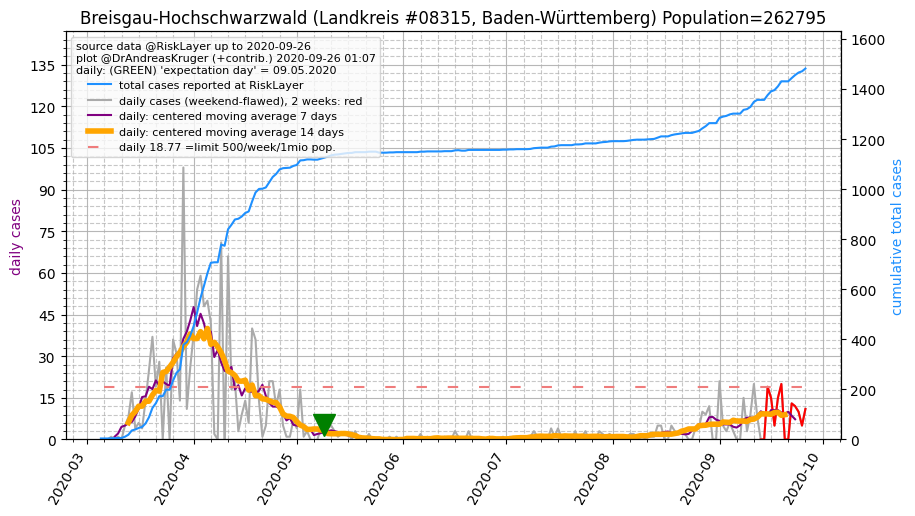 Breisgau-Hochschwarzwald (Landkreis #08315, Baden-Württemberg) Population=262795
source data @RiskLayer up to 2020-09-26
plot @DrAndreasKruger (+contrib.) 2020-09-26 01:07
daily: (GREEN) 'expectation day' = 09.05.2020
total cases reported at RiskLayer
daily cases (weekend-flawed), 2 weeks: red
daily: centered moving average 7 days
daily: centered moving average 14 days
daily 18.77 =limit 500/week/1mio pop.
daily cases
135
120
105
90
75
60
45
30
15
0
cumulative total cases
1600
1400
1200
1000
800
600
400
200
0
2020-03
2020-04
2020-05
2020-06
2020-07
2020-08
2020-09
2020-10